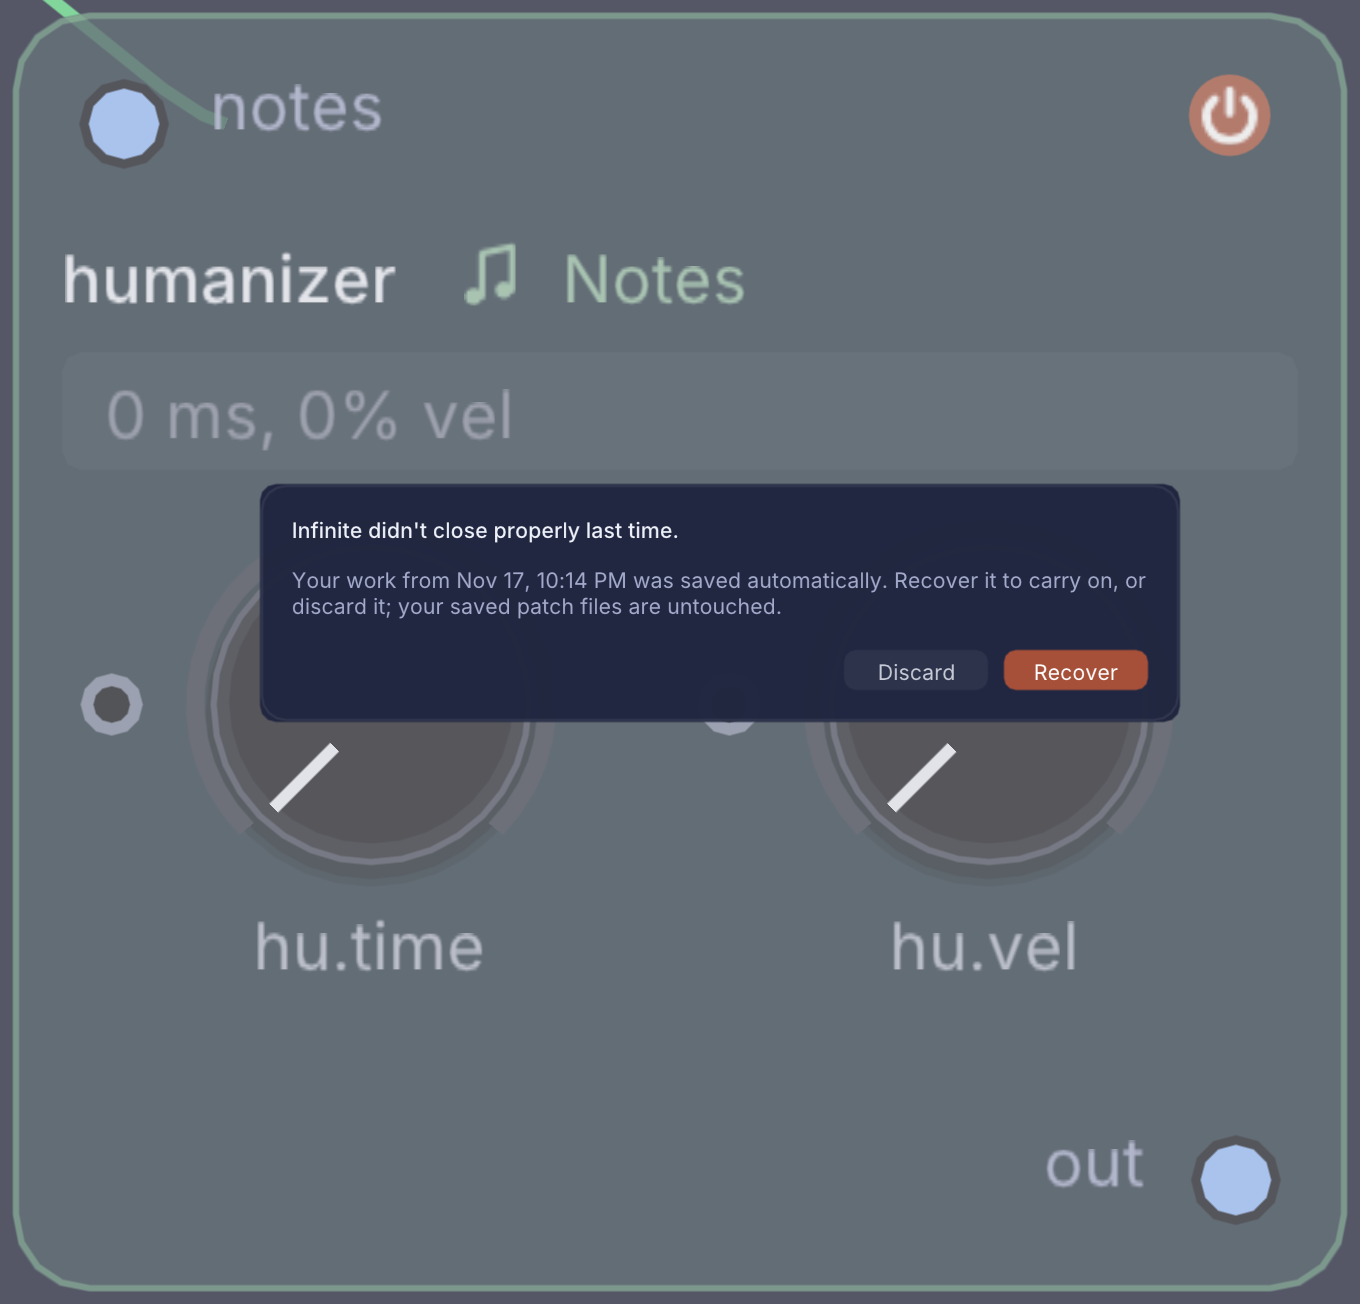 notes
humanizer Notes
0 ms, 0% vel
Infinite didn't close properly last time.
Your work from Nov 17, 10:14 PM was saved automatically. Recover it to carry on, or
discard it; your saved patch files are untouched.
Discard Recover
hu.time hu.vel
out